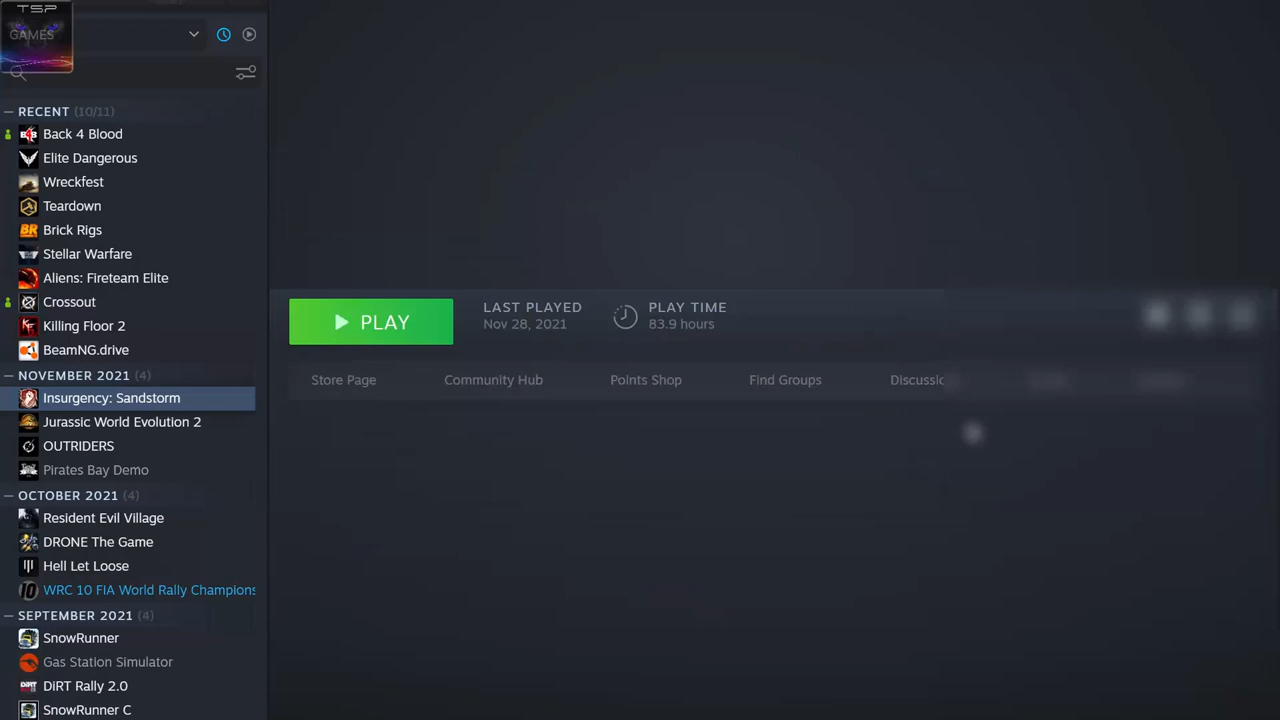 TSP
GAMES
RECENT (10/11)
Back 4 Blood
Elite Dangerous
Wreckfest
Teardown
Brick Rigs
Stellar Warfare
Aliens: Fireteam Elite
Crossout
Killing Floor 2
BeamNG.drive
NOVEMBER 2021 (4)
Insurgency: Sandstorm
Jurassic World Evolution 2
OUTRIDERS
Pirates Bay Demo
OCTOBER 2021 (4)
Resident Evil Village
DRONE The Game
Hell Let Loose
WRC 10 FIA World Rally Champions
SEPTEMBER 2021 (4)
SnowRunner
Gas Station Simulator
DiRT Rally 2.0
SnowRunner C
PLAY
LAST PLAYED
Nov 28, 2021
PLAY TIME
83.9 hours
Store Page Community Hub Points Shop Find Groups Discussic